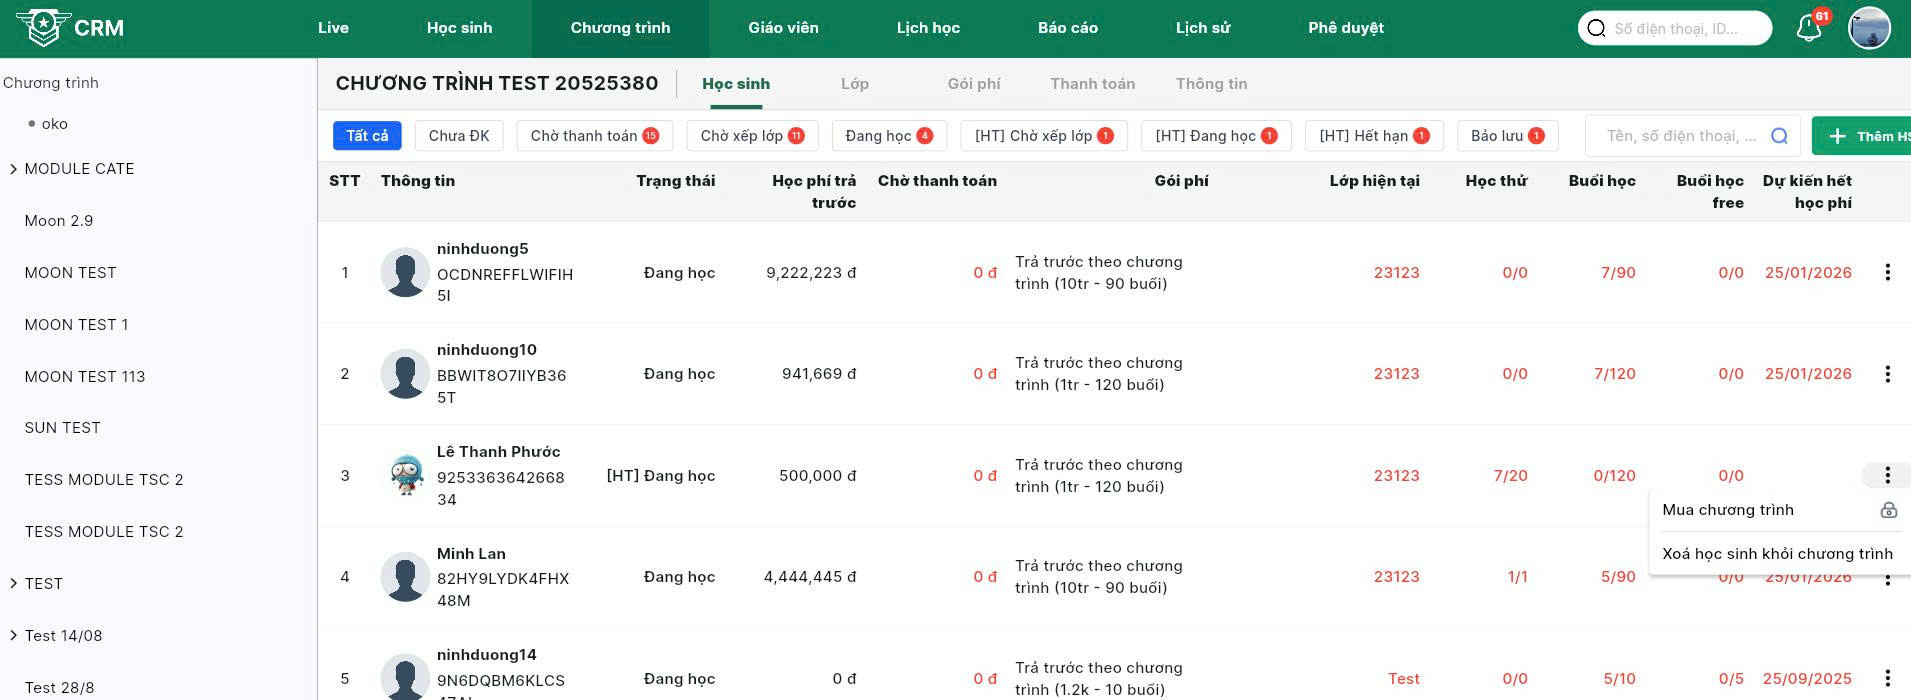 CRM
Live Học sinh Chương trình Giáo viên Lịch học Báo cáo Lịch sử Phê duyệt Số điện thoại, ID... 61
Chương trình
oko
MODULE CATE
Moon 2.9
MOON TEST
MOON TEST 1
MOON TEST 113
SUN TEST
TESS MODULE TSC 2
TESS MODULE TSC 2
TEST
Test 14/08
Test 28/8
CHƯƠNG TRÌNH TEST 20525380 Học sinh Lớp Gói phí Thanh toán Thông tin
Tất cả Chưa ĐK Chờ thanh toán 15 Chờ xếp lớp 11 Đang học 4 [HT] Chờ xếp lớp 1 [HT] Đang học 1 [HT] Hết hạn 1 Bảo lưu 1 Tên, số điện thoại, ... + Thêm HS
STT Thông tin Trạng thái Học phí trả Chờ thanh toán Gói phí Lớp hiện tại Học thử Buổi học Buổi học Dự kiến hết
trước free học phí
ninhduong5
Trả trước theo chương
1 OCDNREFFLWIFIH Đang học 9,222,223 đ 0 đ 23123 0/0 7/90 0/0 25/01/2026
trình (10tr - 90 buổi)
5I
ninhduong10
Trả trước theo chương
2 BBWIT8O7IIYB36 Đang học 941,669 đ 0 đ 23123 0/0 7/120 0/0 25/01/2026
trình (1tr - 120 buổi)
5T
Lê Thanh Phước
Trả trước theo chương
3 9253363642668 [HT] Đang học 500,000 đ 0 đ 23123 7/20 0/120 0/0
trình (1tr - 120 buổi)
34
Mua chương trình
Xoá học sinh khỏi chương trình
Minh Lan
Trả trước theo chương
4 82HY9LYDK4FHX Đang học 4,444,445 đ 0 đ 23123 1/1 5/90 0/0 25/01/2026
trình (10tr - 90 buổi)
48M
ninhduong14
Trả trước theo chương
5 9N6DQBM6KLCS Đang học 0 đ 0 đ Test 0/0 5/10 0/5 25/09/2025
trình (1.2k - 10 buổi)